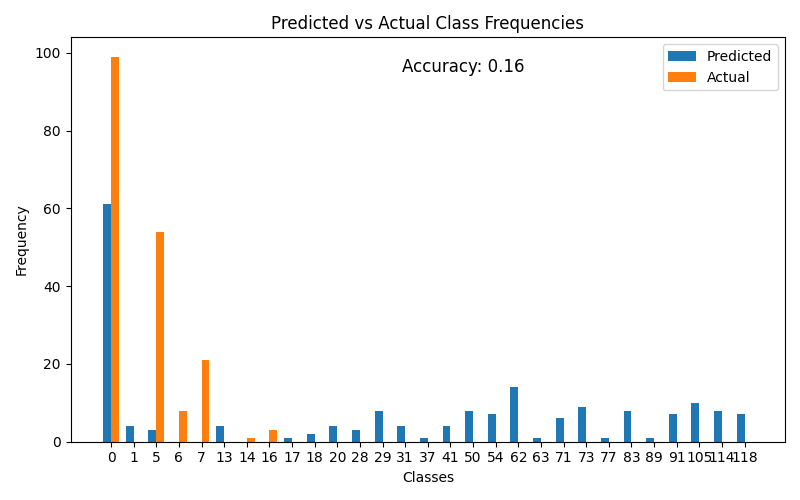 Predicted vs Actual Class Frequencies
Accuracy: 0.16
Predicted
Actual
Frequency
100
80
60
40
20
0
0 1 5 6 7 13 14 16 17 18 20 28 29 31 37 41 50 54 62 63 71 73 77 83 89 91 105 114 118
Classes